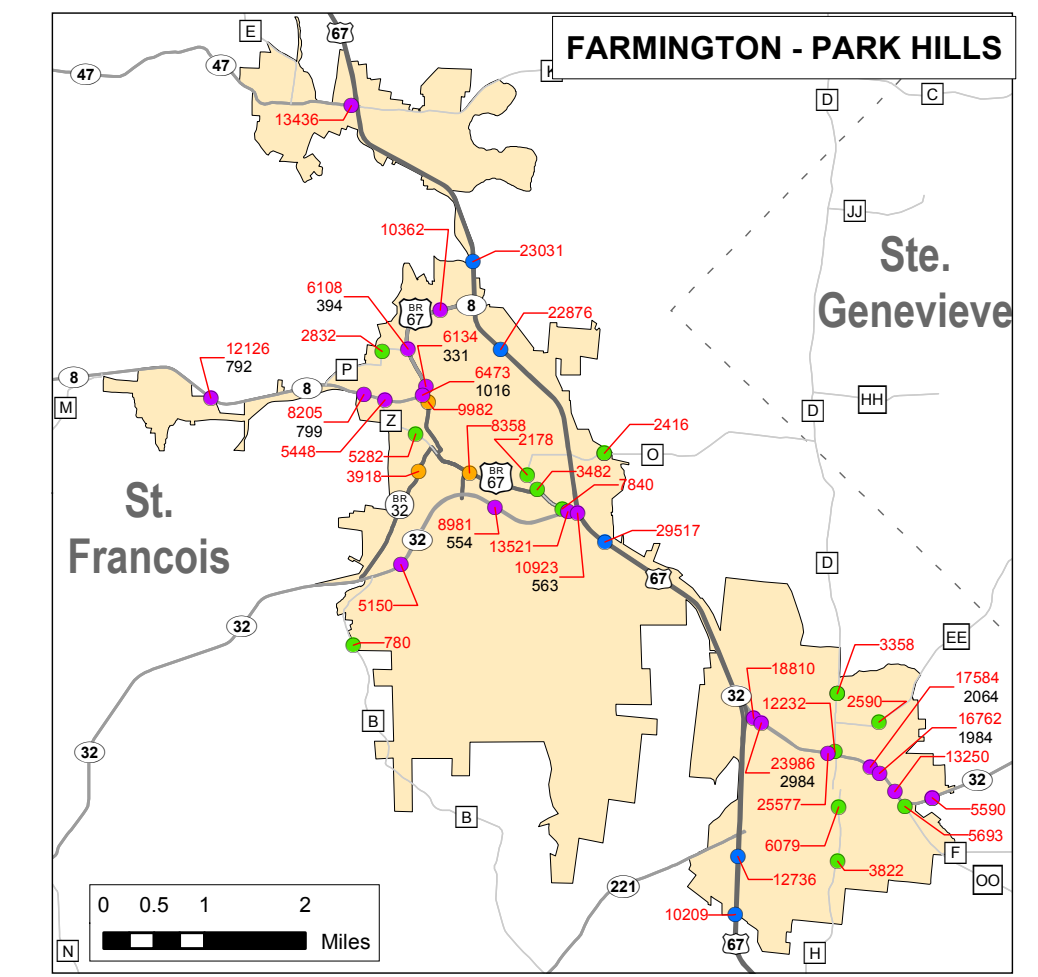 FARMINGTON - PARK HILLS
E
67
47
47
K
D
C
13436
JJ
10362
23031
Ste.
Genevieve
6108
394
BR
67
8
22876
2832
6134
331
12126
792
P
6473
1016
8
8
M
8205
799
9982
D
HH
Z
5448
5282
8358
2178
2416
O
3918
BR
67
3482
7840
St.
Francois
BR
32
8981
554
32
13521
29517
10923
563
67
D
5150
32
780
EE
3358
18810
17584
2064
32
12232
2590
16762
1984
B
32
23986
2984
13250
32
25577
5590
B
6079
5693
F
12736
3822
OO
221
0 0.5 1 2
Miles
10209
67
H
N